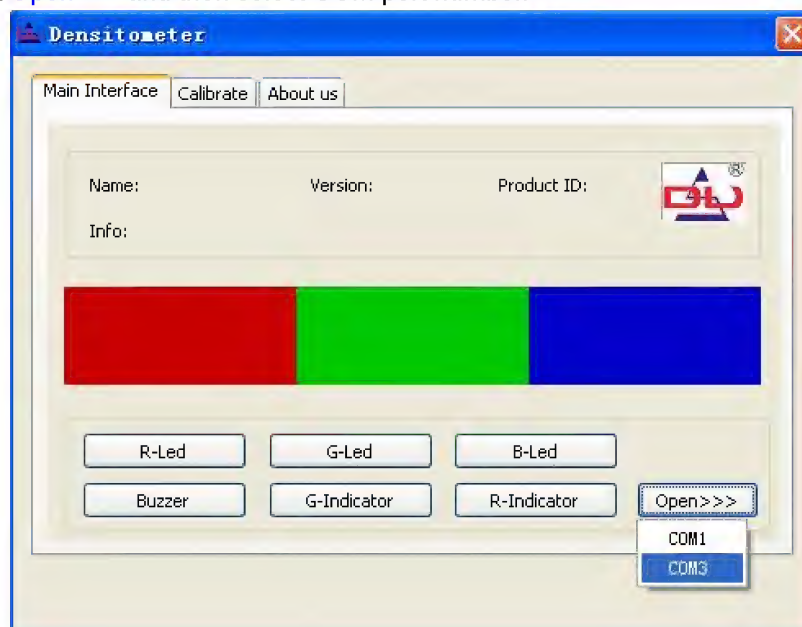 Densitometer
Main Interface Calibrate About us
Name: Version: Product ID:
Info:
R-Led G-Led B-Led
Buzzer G-Indicator R-Indicator Open>>>
COM1
COM3